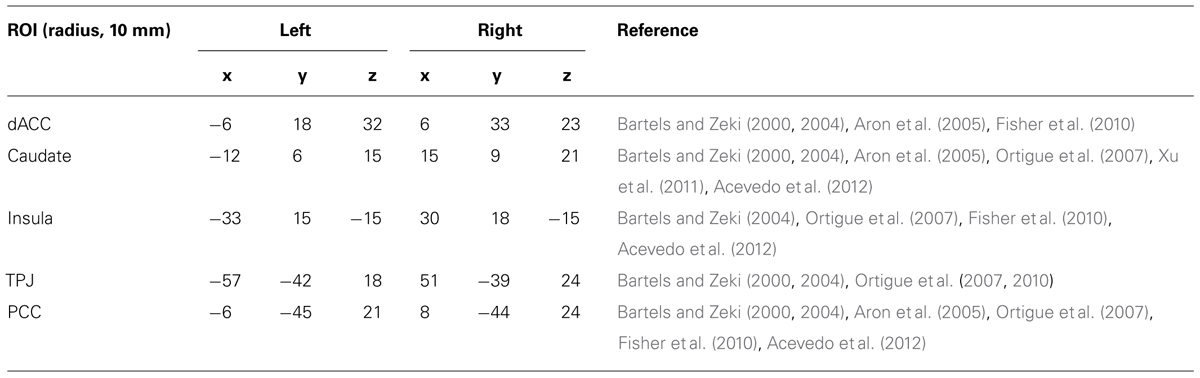 ROI (radius, 10 mm) Left Right Reference
x y z x y z
dACC −6 18 32 6 33 23 Bartels and Zeki (2000, 2004), Aron et al. (2005), Fisher et al. (2010)
Caudate −12 6 15 15 9 21 Bartels and Zeki (2000, 2004), Aron et al. (2005), Ortigue et al. (2007), Xu
et al. (2011), Acevedo et al. (2012)
Insula −33 15 −15 30 18 −15 Bartels and Zeki (2004), Ortigue et al. (2007), Fisher et al. (2010),
Acevedo et al. (2012)
TPJ −57 −42 18 51 −39 24 Bartels and Zeki (2000, 2004), Ortigue et al. (2007, 2010)
PCC −6 −45 21 8 −44 24 Bartels and Zeki (2000, 2004), Aron et al. (2005), Ortigue et al. (2007),
Fisher et al. (2010), Acevedo et al. (2012)